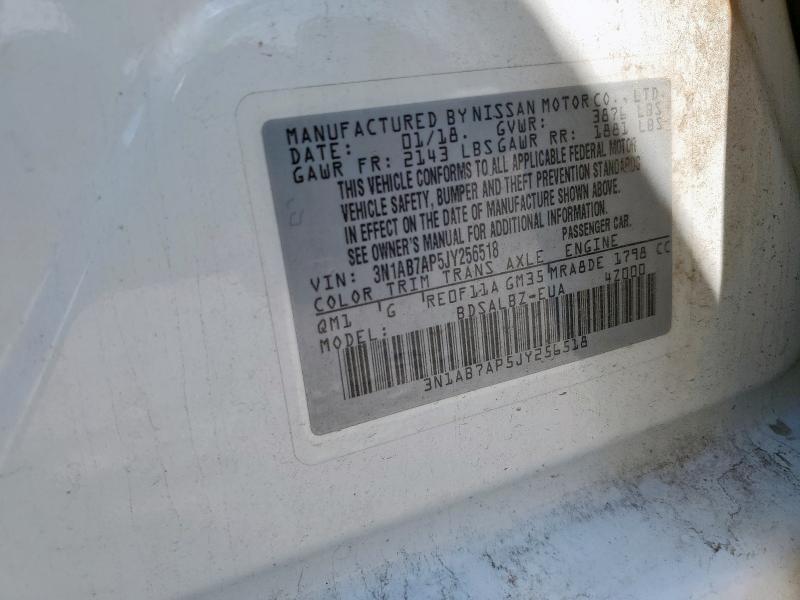 MANUFACTURED BY NISSAN MOTOR CO., LTD.
DATE: 01/18. GVWR: 3876 LBS
GAWR FR: 2143 LBS GAWR RR: 1881 LBS
THIS VEHICLE CONFORMS TO ALL APPLICABLE FEDERAL MOTOR
VEHICLE SAFETY, BUMPER AND THEFT PREVENTION STANDARDS
IN EFFECT ON THE DATE OF MANUFACTURE SHOWN ABOVE.
SEE OWNER'S MANUAL FOR ADDITIONAL INFORMATION.
VIN: 3N1AB7AP5JY256518 PASSENGER CAR.
COLOR TRIM TRANS AXLE ENGINE
QM1 'G 'RE0F11A GM35 MRA8DE 1798 CC
MODEL: BDSALBZ-EUA 42000
3N1AB7AP5JY256518